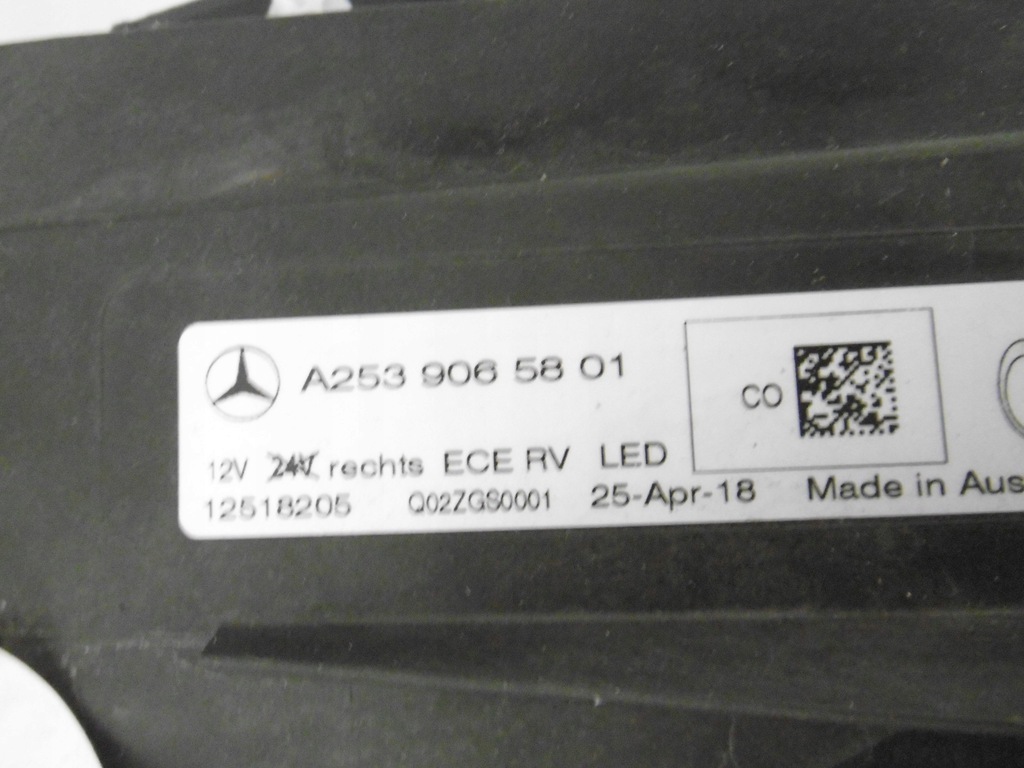 A253 906 58 01
CO
12V 24V rechts ECE RV LED
12518205 Q02ZGS0001 25-Apr-18 Made in Aus